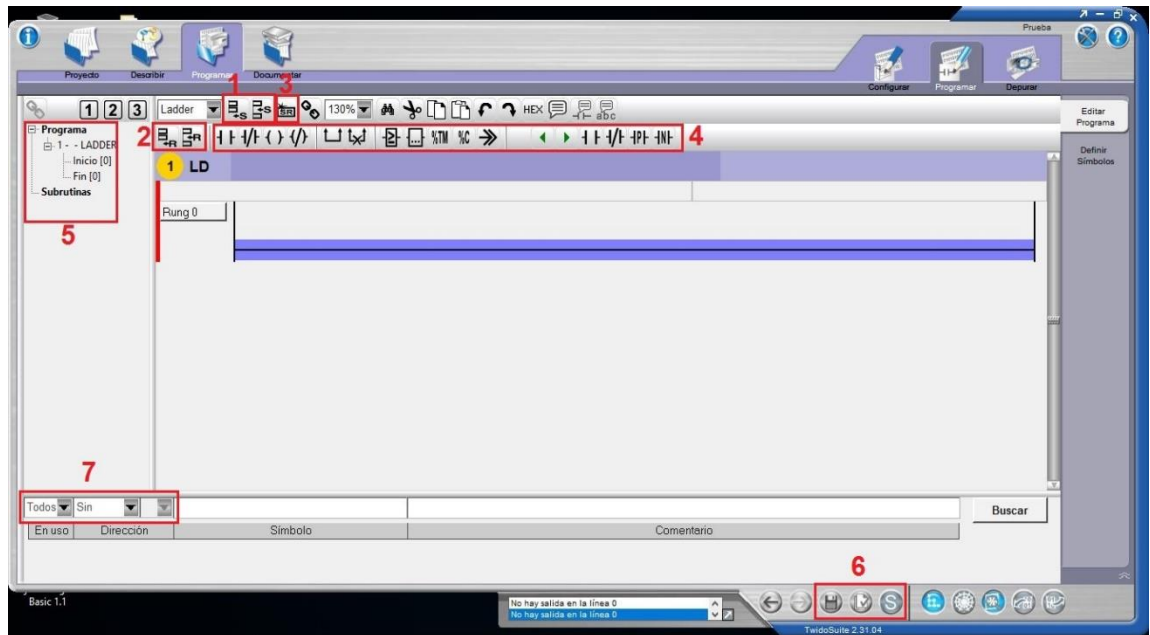 Prueba
Proyecto Describir Programar Documentar
Configurar Programar Depurar
1 3
1 2 3 Ladder 130% HEX abc
Editar
Programa
2 4
%TM %C
Programa
1 - - LADDER
Inicio [0]
Fin [0]
Subrutinas
5
1 LD
Definir
Símbolos
Rung 0
7
Todos Sin
Buscar
En uso Dirección Símbolo Comentario
6
Basic 1.1
No hay salida en la línea 0
No hay salida en la línea 0
S
TwidoSuite 2.31.04